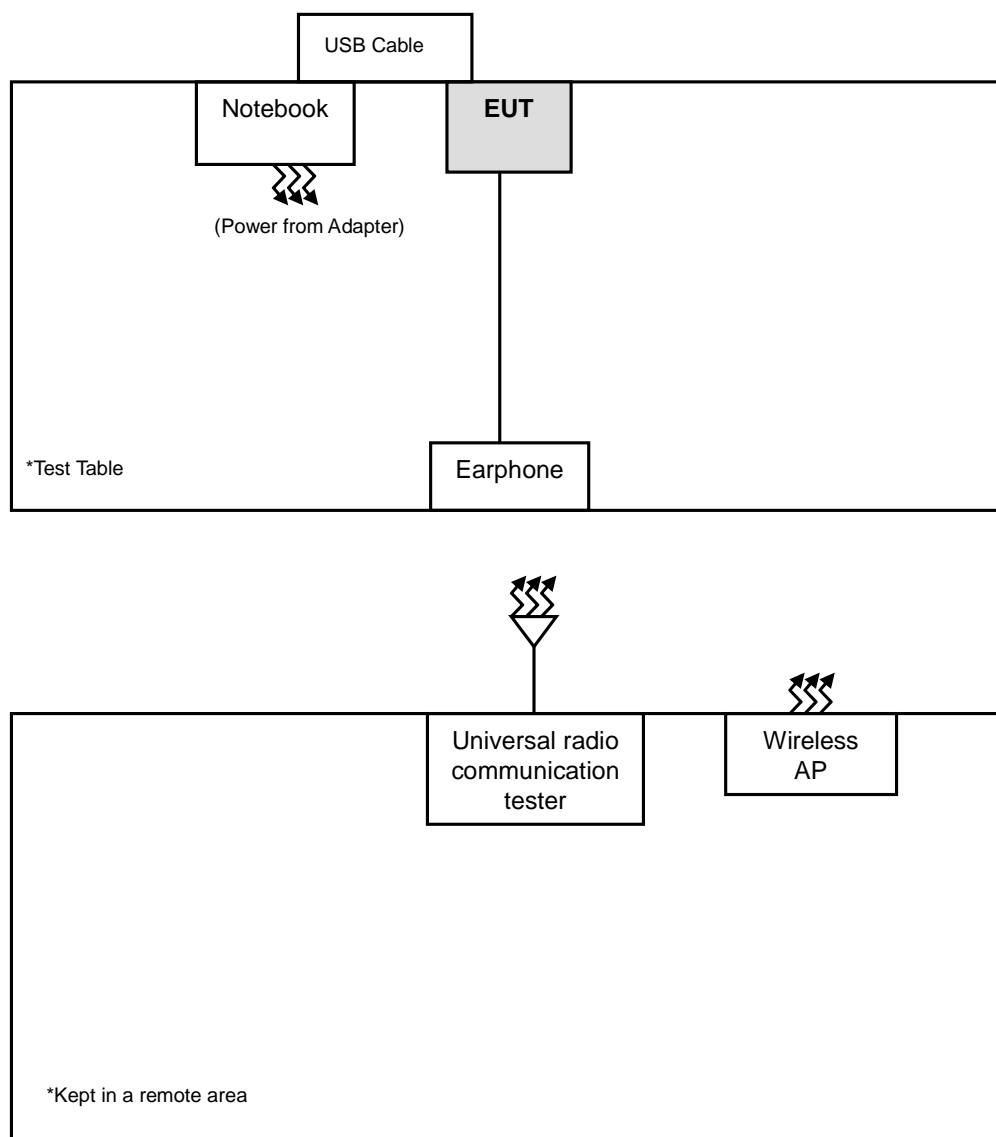 USB Cable
Notebook
EUT
(Power from Adapter)
*Test Table
Earphone
Universal radio
communication
tester
Wireless
AP
*Kept in a remote area